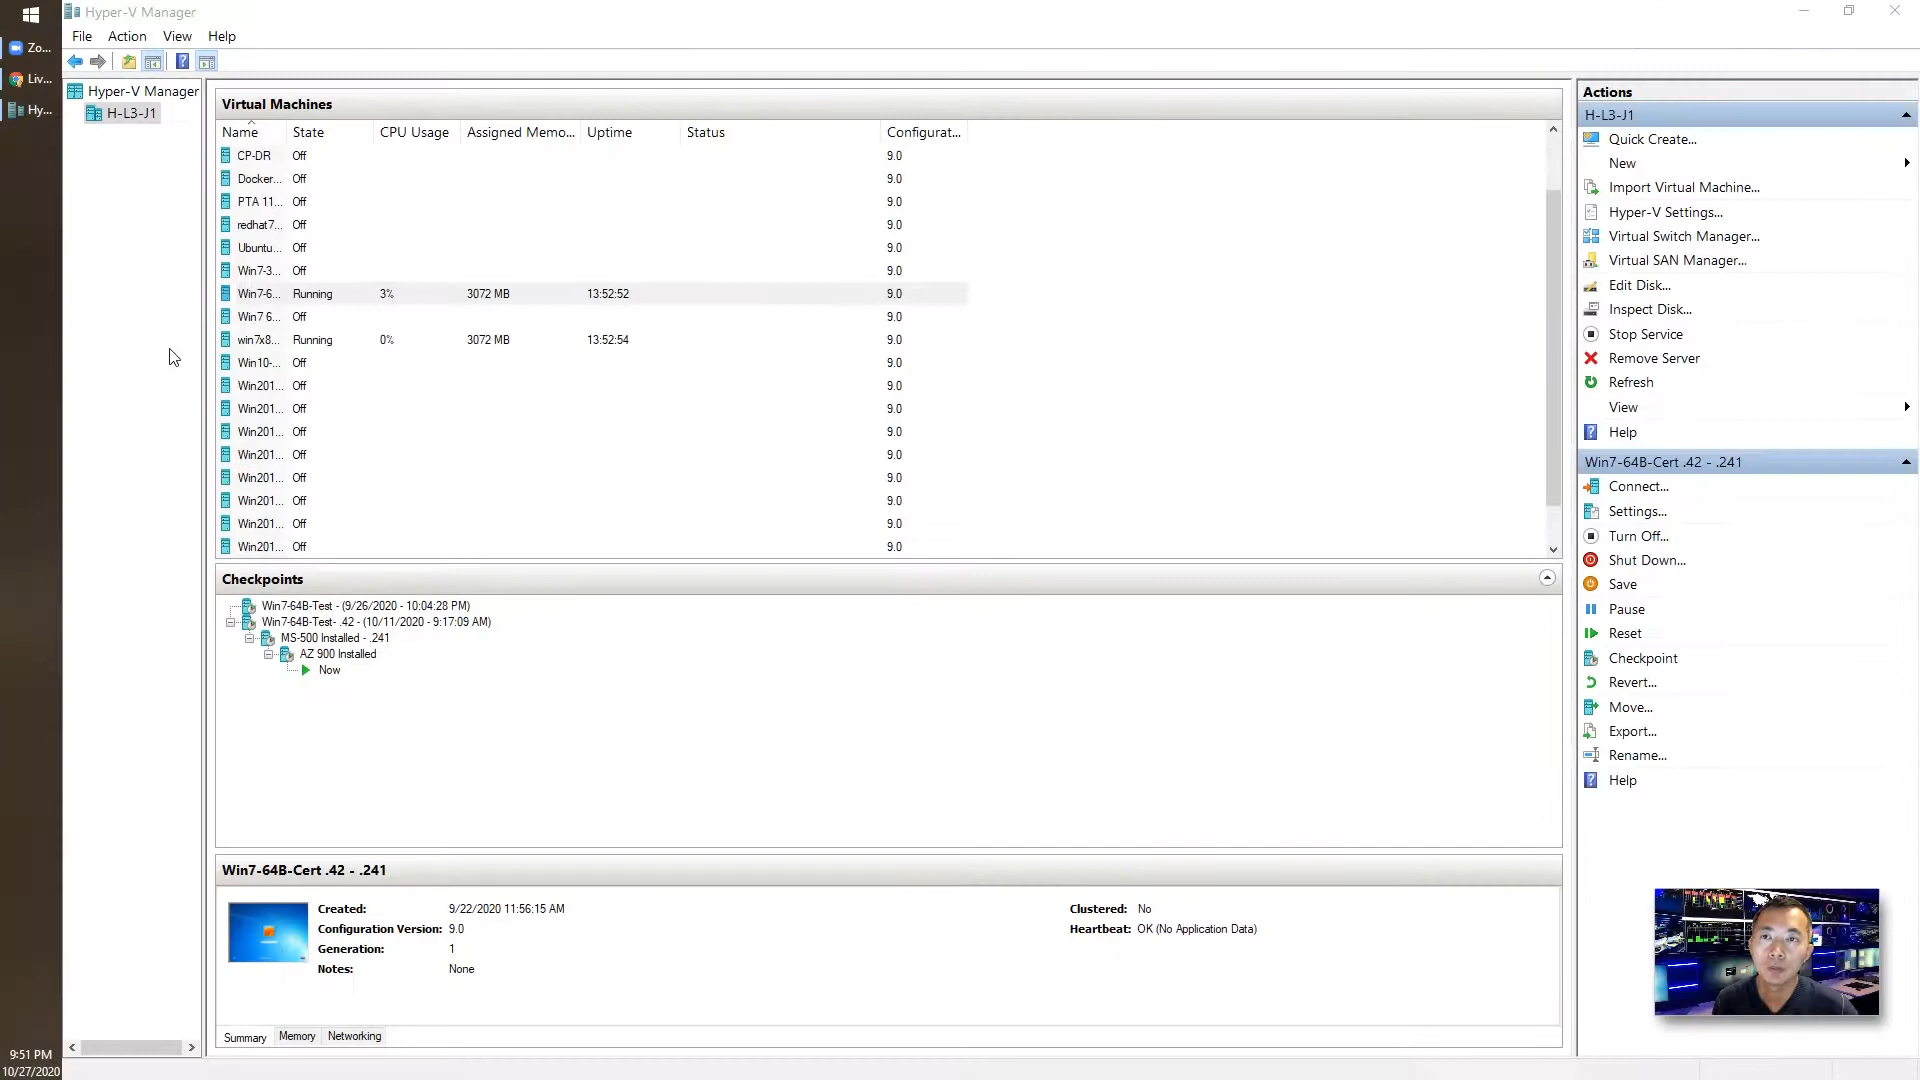 Hyper-V Manager
File Action View Help
Zo...
Liv...
Hy...
Hyper-V Manager
H-L3-J1
Virtual Machines
Name State CPU Usage Assigned Memo... Uptime Status Configurat...
CP-DR Off 9.0
Docker... Off 9.0
PTA 11... Off 9.0
redhat7... Off 9.0
Ubuntu... Off 9.0
Win7-3... Off 9.0
Win7-6... Running 3% 3072 MB 13:52:52 9.0
Win7 6... Off 9.0
win7x8... Running 0% 3072 MB 13:52:54 9.0
Win10-... Off 9.0
Win201... Off 9.0
Win201... Off 9.0
Win201... Off 9.0
Win201... Off 9.0
Win201... Off 9.0
Win201... Off 9.0
Win201... Off 9.0
Win201... Off 9.0
Checkpoints
Win7-64B-Test - (9/26/2020 - 10:04:28 PM)
Win7-64B-Test- .42 - (10/11/2020 - 9:17:09 AM)
MS-500 Installed - .241
AZ 900 Installed
Now
Win7-64B-Cert .42 - .241
Created: 9/22/2020 11:56:15 AM Clustered: No
Configuration Version: 9.0 Heartbeat: OK (No Application Data)
Generation: 1
Notes: None
Summary Memory Networking
Actions
H-L3-J1
Quick Create...
New
Import Virtual Machine...
Hyper-V Settings...
Virtual Switch Manager...
Virtual SAN Manager...
Edit Disk...
Inspect Disk...
Stop Service
Remove Server
Refresh
View
Help
Win7-64B-Cert .42 - .241
Connect...
Settings...
Turn Off...
Shut Down...
Save
Pause
Reset
Checkpoint
Revert...
Move...
Export...
Rename...
Help
9:51 PM
10/27/2020